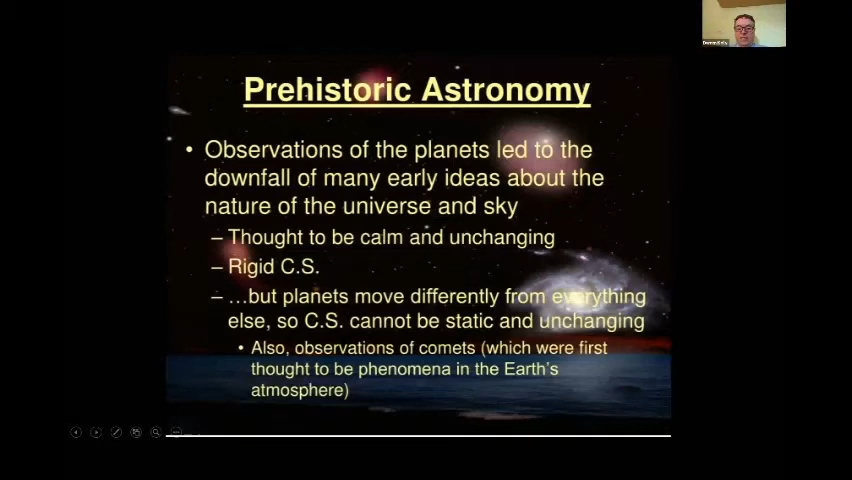 Prehistoric Astronomy
• Observations of the planets led to the
downfall of many early ideas about the
nature of the universe and sky
– Thought to be calm and unchanging
– Rigid C.S.
– …but planets move differently from everything
else, so C.S. cannot be static and unchanging
• Also, observations of comets (which were first
thought to be phenomena in the Earth's
atmosphere)